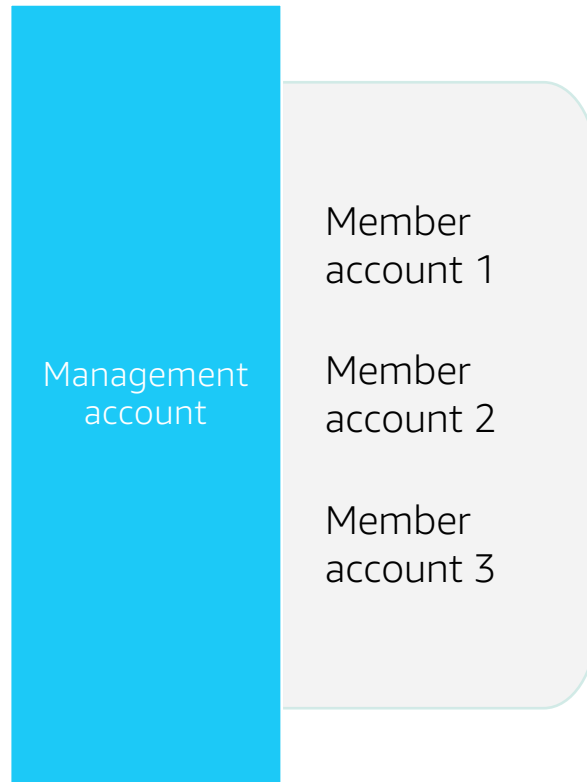 Management
account
Member
account 1
Member
account 2
Member
account 3